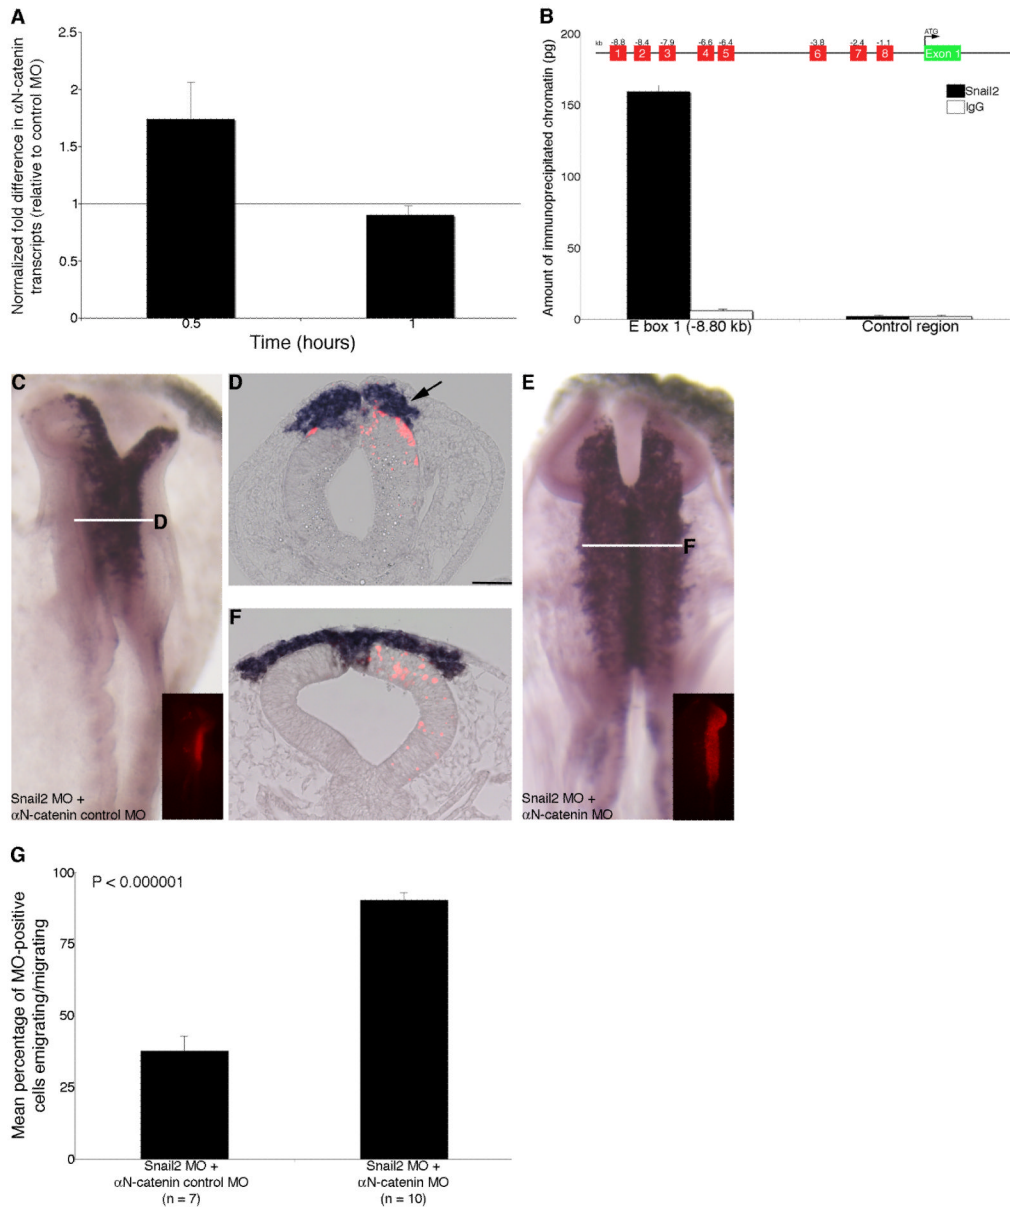 A
Normalized fold difference in αN-catenin
transcripts (relative to control MO)
2.5
2
1.5
1
0.5
0
0.5
1
Time (hours)
B
Amount of immunoprecipitated chromatin (pg)
200
150
100
50
0
kb
-8.8 -8.4 -7.9 -6.6 -6.4 -3.8 -2.4 -1.1 ATG
1 2 3 4 5 6 7 8 Exon 1
Snail2
IgG
E box 1 (-8.80 kb)
Control region
C
D
Snail2 MO +
αN-catenin control MO
D
F
E
F
Snail2 MO +
αN-catenin MO
G
Mean percentage of MO-positive
cells emigrating/migrating
100
75
50
25
0
P < 0.000001
Snail2 MO +
αN-catenin control MO
(n = 7)
Snail2 MO +
αN-catenin MO
(n = 10)